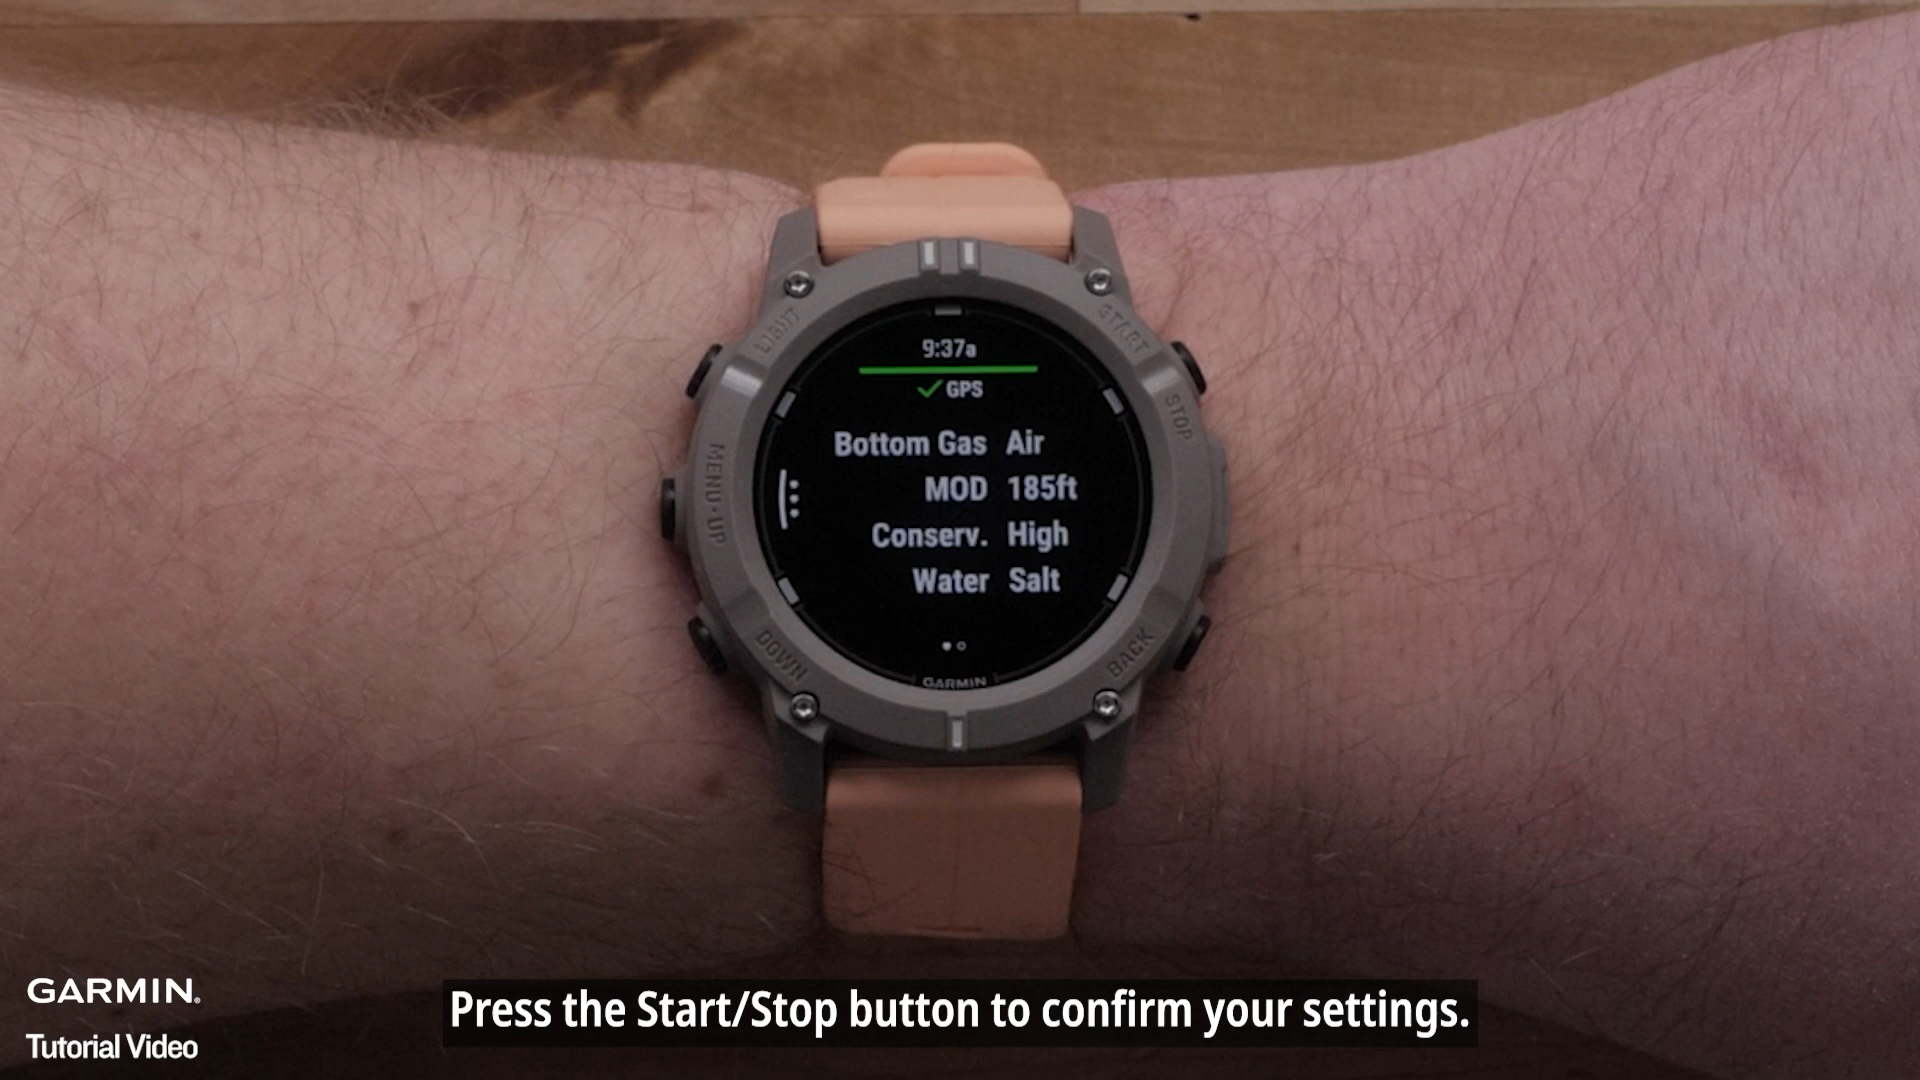 LIGHT
START
STOP
MENU·UP
DOWN
BACK
9:37a
GPS
Bottom Gas Air
MOD 185ft
Conserv. High
Water Salt
GARMIN
GARMIN®
Tutorial Video
Press the Start/Stop button to confirm your settings.